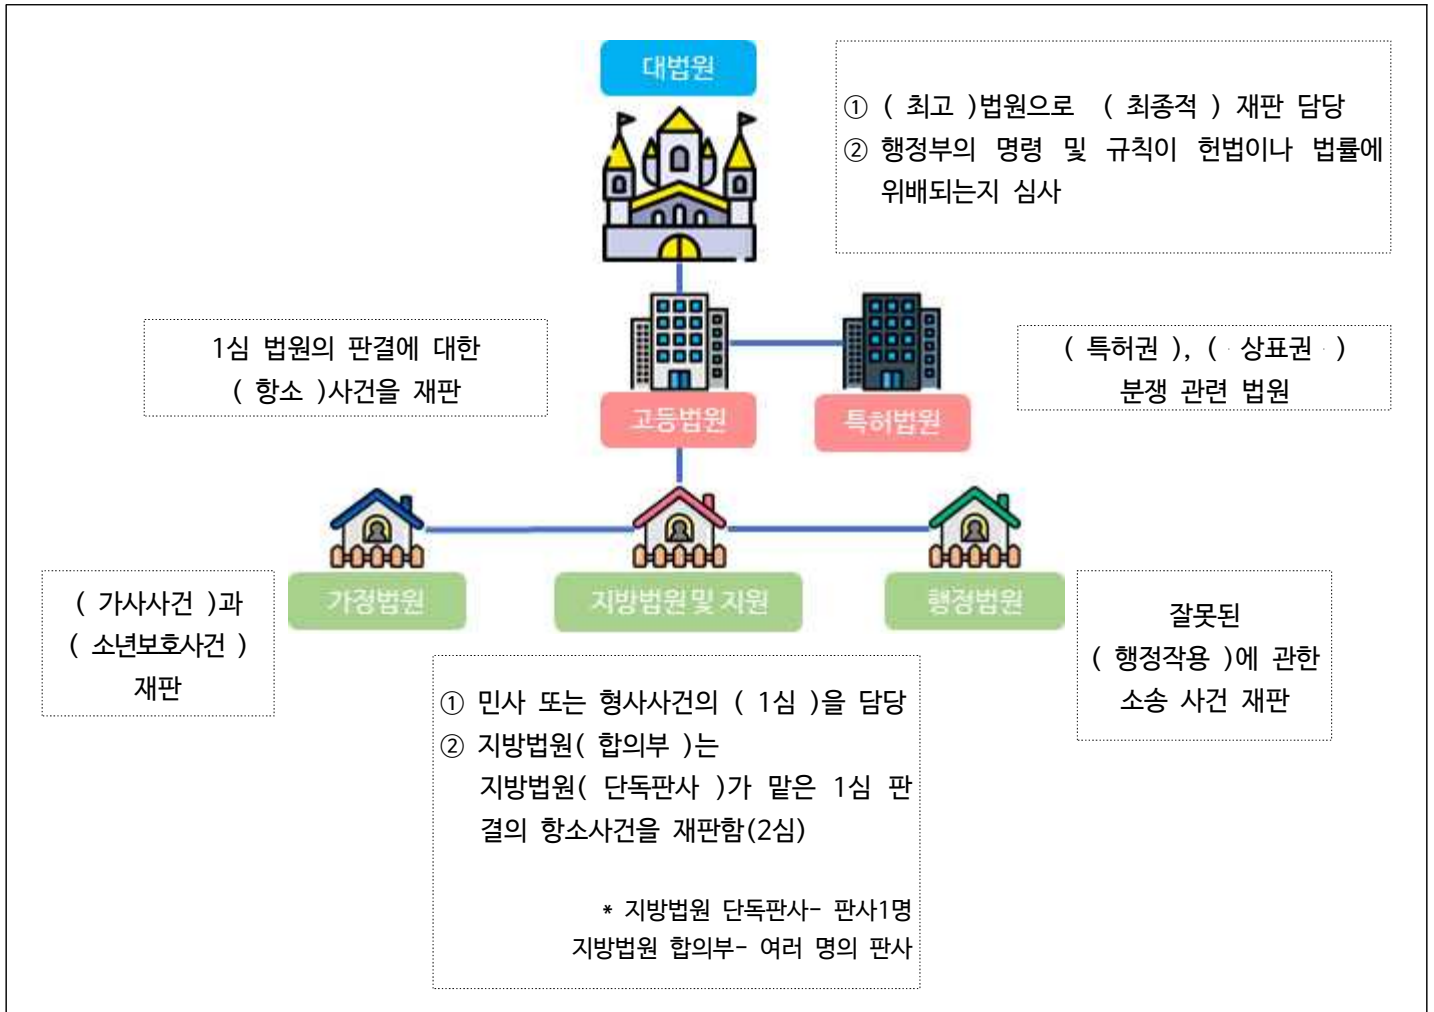 대법원
① ( 최고 )법원으로 ( 최종적 ) 재판 담당
② 행정부의 명령 및 규칙이 헌법이나 법률에
위배되는지 심사
1심 법원의 판결에 대한
( 항소 )사건을 재판
( 특허권 ), ( 상표권 )
분쟁 관련 법원
고등법원
특허법원
가정법원
지방법원 및 지원
행정법원
( 가사사건 )과
( 소년보호사건 )
재판
잘못된
( 행정작용 )에 관한
소송 사건 재판
① 민사 또는 형사사건의 ( 1심 )을 담당
② 지방법원( 합의부 )는
지방법원( 단독판사 )가 맡은 1심 판
결의 항소사건을 재판함(2심)
* 지방법원 단독판사- 판사1명
지방법원 합의부- 여러 명의 판사